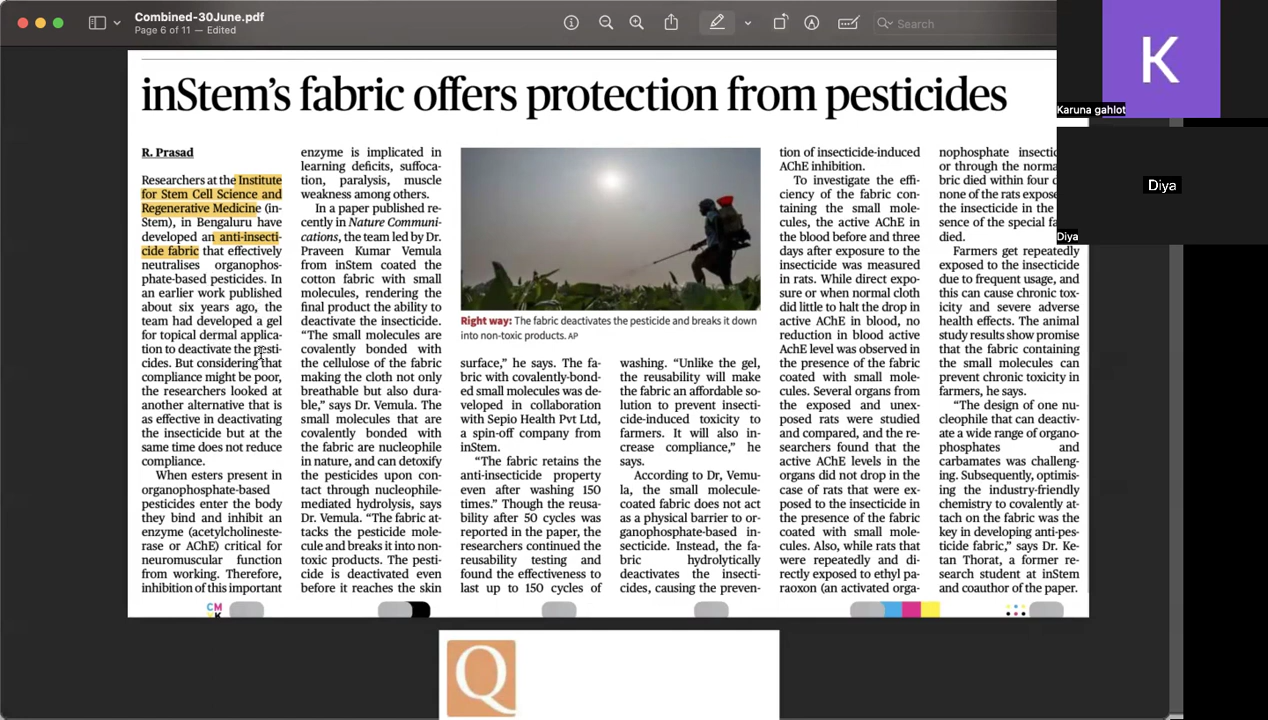 Combined-30June.pdf
Page 6 of 11 — Edited
Search
K
Karuna gahlot
Diya
Diya
inStem's fabric offers protection from pesticides
R. Prasad
Researchers at the Institute
for Stem Cell Science and
Regenerative Medicine (in-
Stem), in Bengaluru have
developed an anti-insecti-
cide fabric that effectively
neutralises organophos-
phate-based pesticides. In
an earlier work published
about six years ago, the
team had developed a gel
for topical dermal applica-
tion to deactivate the pesti-
cides. But considering that
compliance might be poor,
the researchers looked at
another alternative that is
as effective in deactivating
the insecticide but at the
same time does not reduce
compliance.
When esters present in
organophosphate-based
pesticides enter the body
they bind and inhibit an
enzyme (acetylcholineste-
rase or AChE) critical for
neuromuscular function
from working. Therefore,
inhibition of this important
enzyme is implicated in
learning deficits, suffoca-
tion, paralysis, muscle
weakness among others.
In a paper published re-
cently in Nature Communi-
cations, the team led by Dr.
Praveen Kumar Vemula
from inStem coated the
cotton fabric with small
molecules, rendering the
final product the ability to
deactivate the insecticide.
"The small molecules are
covalently bonded with
the cellulose of the fabric
making the cloth not only
breathable but also dura-
ble," says Dr. Vemula. The
small molecules that are
covalently bonded with
the fabric are nucleophile
in nature, and can detoxify
the pesticides upon con-
tact through nucleophile-
mediated hydrolysis, says
Dr. Vemula. "The fabric at-
tacks the pesticide mole-
cule and breaks it into non-
toxic products. The pesti-
cide is deactivated even
before it reaches the skin
Right way: The fabric deactivates the pesticide and breaks it down
into non-toxic products. AP
surface," he says. The fa-
bric with covalently-bond-
ed small molecules was de-
veloped in collaboration
with Sepio Health Pvt Ltd,
a spin-off company from
inStem.
"The fabric retains the
anti-insecticide property
even after washing 150
times." Though the reusa-
bility after 50 cycles was
reported in the paper, the
researchers continued the
reusability testing and
found the effectiveness to
last up to 150 cycles of
washing. "Unlike the gel,
the reusability will make
the fabric an affordable so-
lution to prevent insecti-
cide-induced toxicity to
farmers. It will also in-
crease compliance," he
says.
According to Dr, Vemu-
la, the small molecule-
coated fabric does not act
as a physical barrier to or-
ganophosphate-based in-
secticide. Instead, the fa-
bric hydrolytically
deactivates the insecti-
cides, causing the preven-
tion of insecticide-induced
AChE inhibition.
To investigate the effi-
ciency of the fabric con-
taining the small mole-
cules, the active AChE in
the blood before and three
days after exposure to the
insecticide was measured
in rats. While direct expo-
sure or when normal cloth
did little to halt the drop in
active AChE in blood, no
reduction in blood active
AChE level was observed in
the presence of the fabric
coated with small mole-
cules. Several organs from
the exposed and unex-
posed rats were studied
and compared, and the re-
searchers found that the
active AChE levels in the
organs did not drop in the
case of rats that were ex-
posed to the insecticide in
the presence of the fabric
coated with small mole-
cules. Also, while rats that
were repeatedly and di-
rectly exposed to ethyl pa-
raoxon (an activated orga-
nophosphate insectic
or through the norma
bric died within four d
none of the rats expose
the insecticide in the
sence of the special fa
died.
Farmers get repeatedly
exposed to the insecticide
due to frequent usage, and
this can cause chronic tox-
icity and severe adverse
health effects. The animal
study results show promise
that the fabric containing
the small molecules can
prevent chronic toxicity in
farmers, he says.
"The design of one nu-
cleophile that can deactiv-
ate a wide range of organo-
phosphates and
carbamates was challeng-
ing. Subsequently, optimis-
ing the industry-friendly
chemistry to covalently at-
tach on the fabric was the
key in developing anti-pes-
ticide fabric," says Dr. Ke-
tan Thorat, a former re-
search student at inStem
and coauthor of the paper.
CM
Q